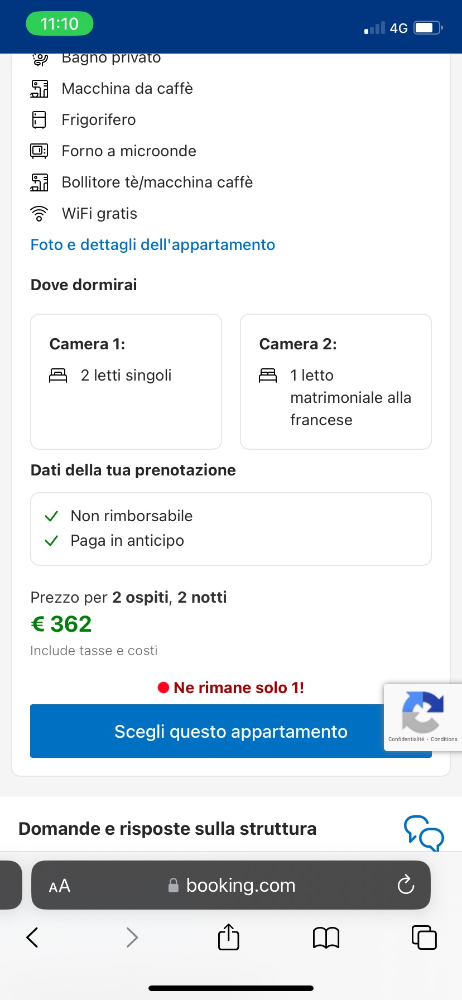 11:10
4G
Bagno privato
Macchina da caffè
Frigorifero
Forno a microonde
Bollitore tè/macchina caffè
WiFi gratis
Foto e dettagli dell'appartamento
Dove dormirai
Camera 1:
2 letti singoli
Camera 2:
1 letto
matrimoniale alla
francese
Dati della tua prenotazione
Non rimborsabile
Paga in anticipo
Prezzo per 2 ospiti, 2 notti
€ 362
Include tasse e costi
Ne rimane solo 1!
Scegli questo appartamento
Confidentialité - Conditions
Domande e risposte sulla struttura
AA
booking.com